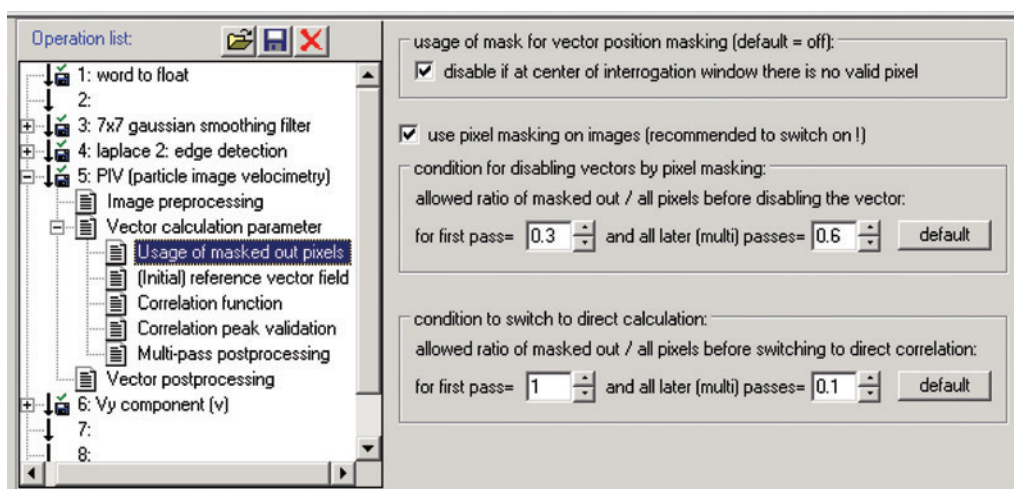 Operation list:
1: word to float
2:
3: 7x7 gaussian smoothing filter
4: laplace 2: edge detection
5: PIV (particle image velocimetry)
Image preprocessing
Vector calculation parameter
Usage of masked out pixels
(Initial) reference vector field
Correlation function
Correlation peak validation
Multi-pass postprocessing
Vector postprocessing
6: Vy component (v)
7:
8:
usage of mask for vector position masking (default = off):
disable if at center of interrogation window there is no valid pixel
use pixel masking on images (recommended to switch on !)
condition for disabling vectors by pixel masking:
allowed ratio of masked out / all pixels before disabling the vector:
for first pass= 0.3 and all later (multi) passes= 0.6 default
condition to switch to direct calculation:
allowed ratio of masked out / all pixels before switching to direct correlation:
for first pass= 1 and all later (multi) passes= 0.1 default